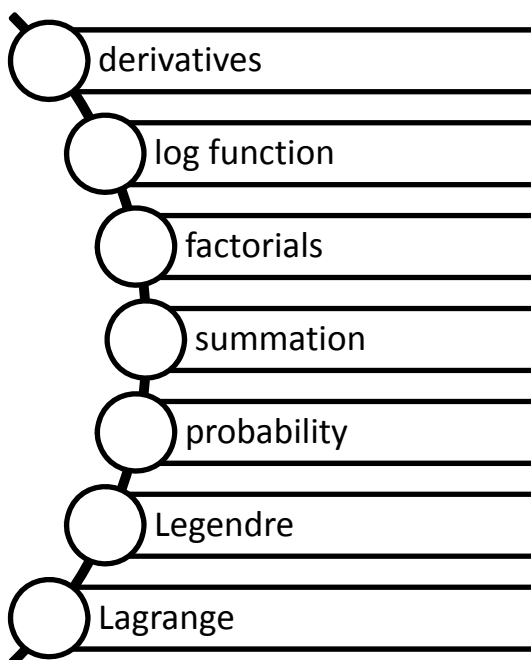 derivatives
log function
factorials
summation
probability
Legendre
Lagrange